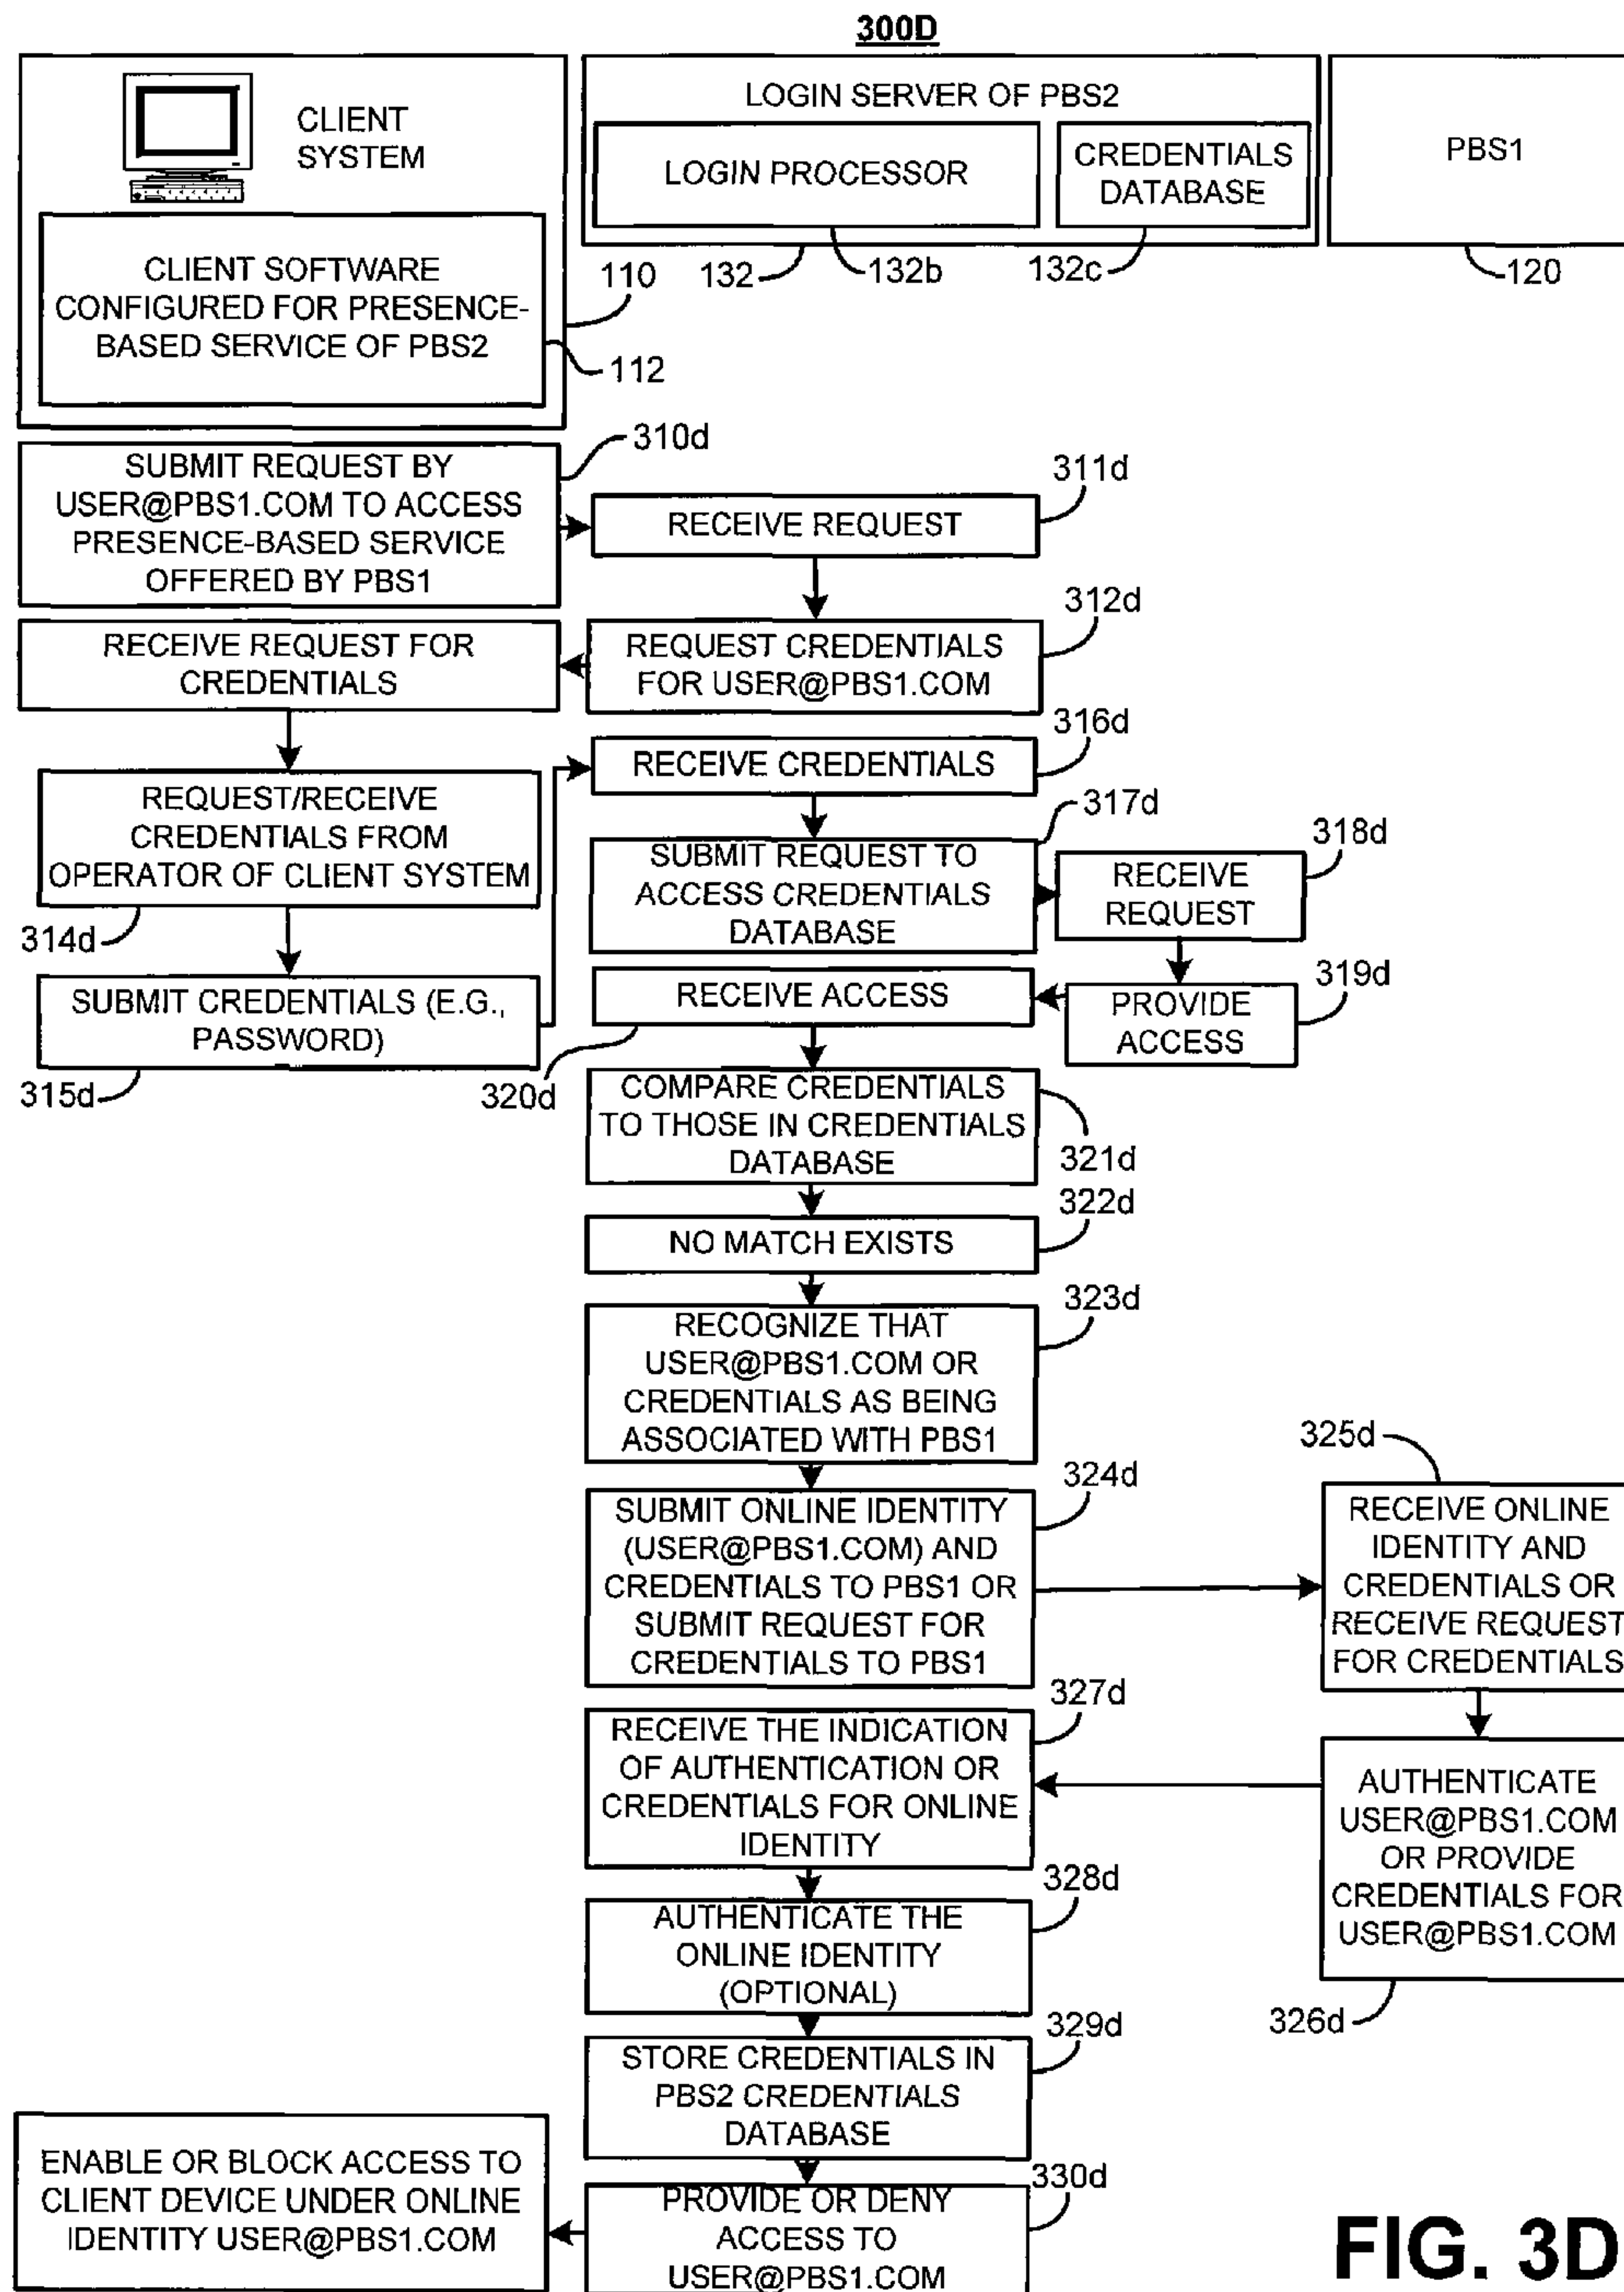 300D
CLIENT
SYSTEM
CLIENT SOFTWARE
CONFIGURED FOR PRESENCE-
BASED SERVICE OF PBS2
110
112
LOGIN SERVER OF PBS2
LOGIN PROCESSOR
CREDENTIALS
DATABASE
132
132b
132c
PBS1
120
SUBMIT REQUEST BY
USER@PBS1.COM TO ACCESS
PRESENCE-BASED SERVICE
OFFERED BY PBS1
310d
RECEIVE REQUEST
311d
REQUEST CREDENTIALS
FOR USER@PBS1.COM
312d
RECEIVE REQUEST FOR
CREDENTIALS
REQUEST/RECEIVE
CREDENTIALS FROM
OPERATOR OF CLIENT SYSTEM
314d
SUBMIT CREDENTIALS (E.G.,
PASSWORD)
315d
RECEIVE CREDENTIALS
316d
SUBMIT REQUEST TO
ACCESS CREDENTIALS
DATABASE
317d
RECEIVE
REQUEST
318d
PROVIDE
ACCESS
319d
RECEIVE ACCESS
320d
COMPARE CREDENTIALS
TO THOSE IN CREDENTIALS
DATABASE
321d
NO MATCH EXISTS
322d
RECOGNIZE THAT
USER@PBS1.COM OR
CREDENTIALS AS BEING
ASSOCIATED WITH PBS1
323d
SUBMIT ONLINE IDENTITY
(USER@PBS1.COM) AND
CREDENTIALS TO PBS1 OR
SUBMIT REQUEST FOR
CREDENTIALS TO PBS1
324d
RECEIVE ONLINE
IDENTITY AND
CREDENTIALS OR
RECEIVE REQUEST
FOR CREDENTIALS
325d
AUTHENTICATE
USER@PBS1.COM
OR PROVIDE
CREDENTIALS FOR
USER@PBS1.COM
326d
RECEIVE THE INDICATION
OF AUTHENTICATION OR
CREDENTIALS FOR ONLINE
IDENTITY
327d
AUTHENTICATE THE
ONLINE IDENTITY
(OPTIONAL)
328d
STORE CREDENTIALS IN
PBS2 CREDENTIALS
DATABASE
329d
PROVIDE OR DENY
ACCESS TO
USER@PBS1.COM
330d
ENABLE OR BLOCK ACCESS TO
CLIENT DEVICE UNDER ONLINE
IDENTITY USER@PBS1.COM
FIG. 3D